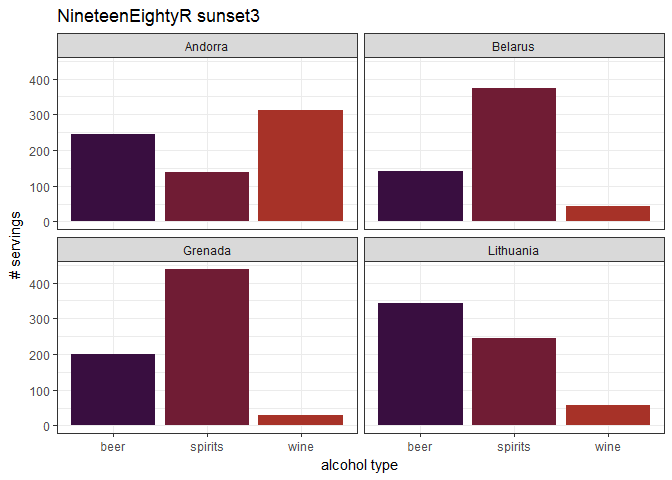 NineteenEightyR sunset3
Andorra Belarus
400
300
200
100
0
Grenada Lithuania
400
300
200
100
0
# servings
beer spirits wine beer spirits wine
alcohol type